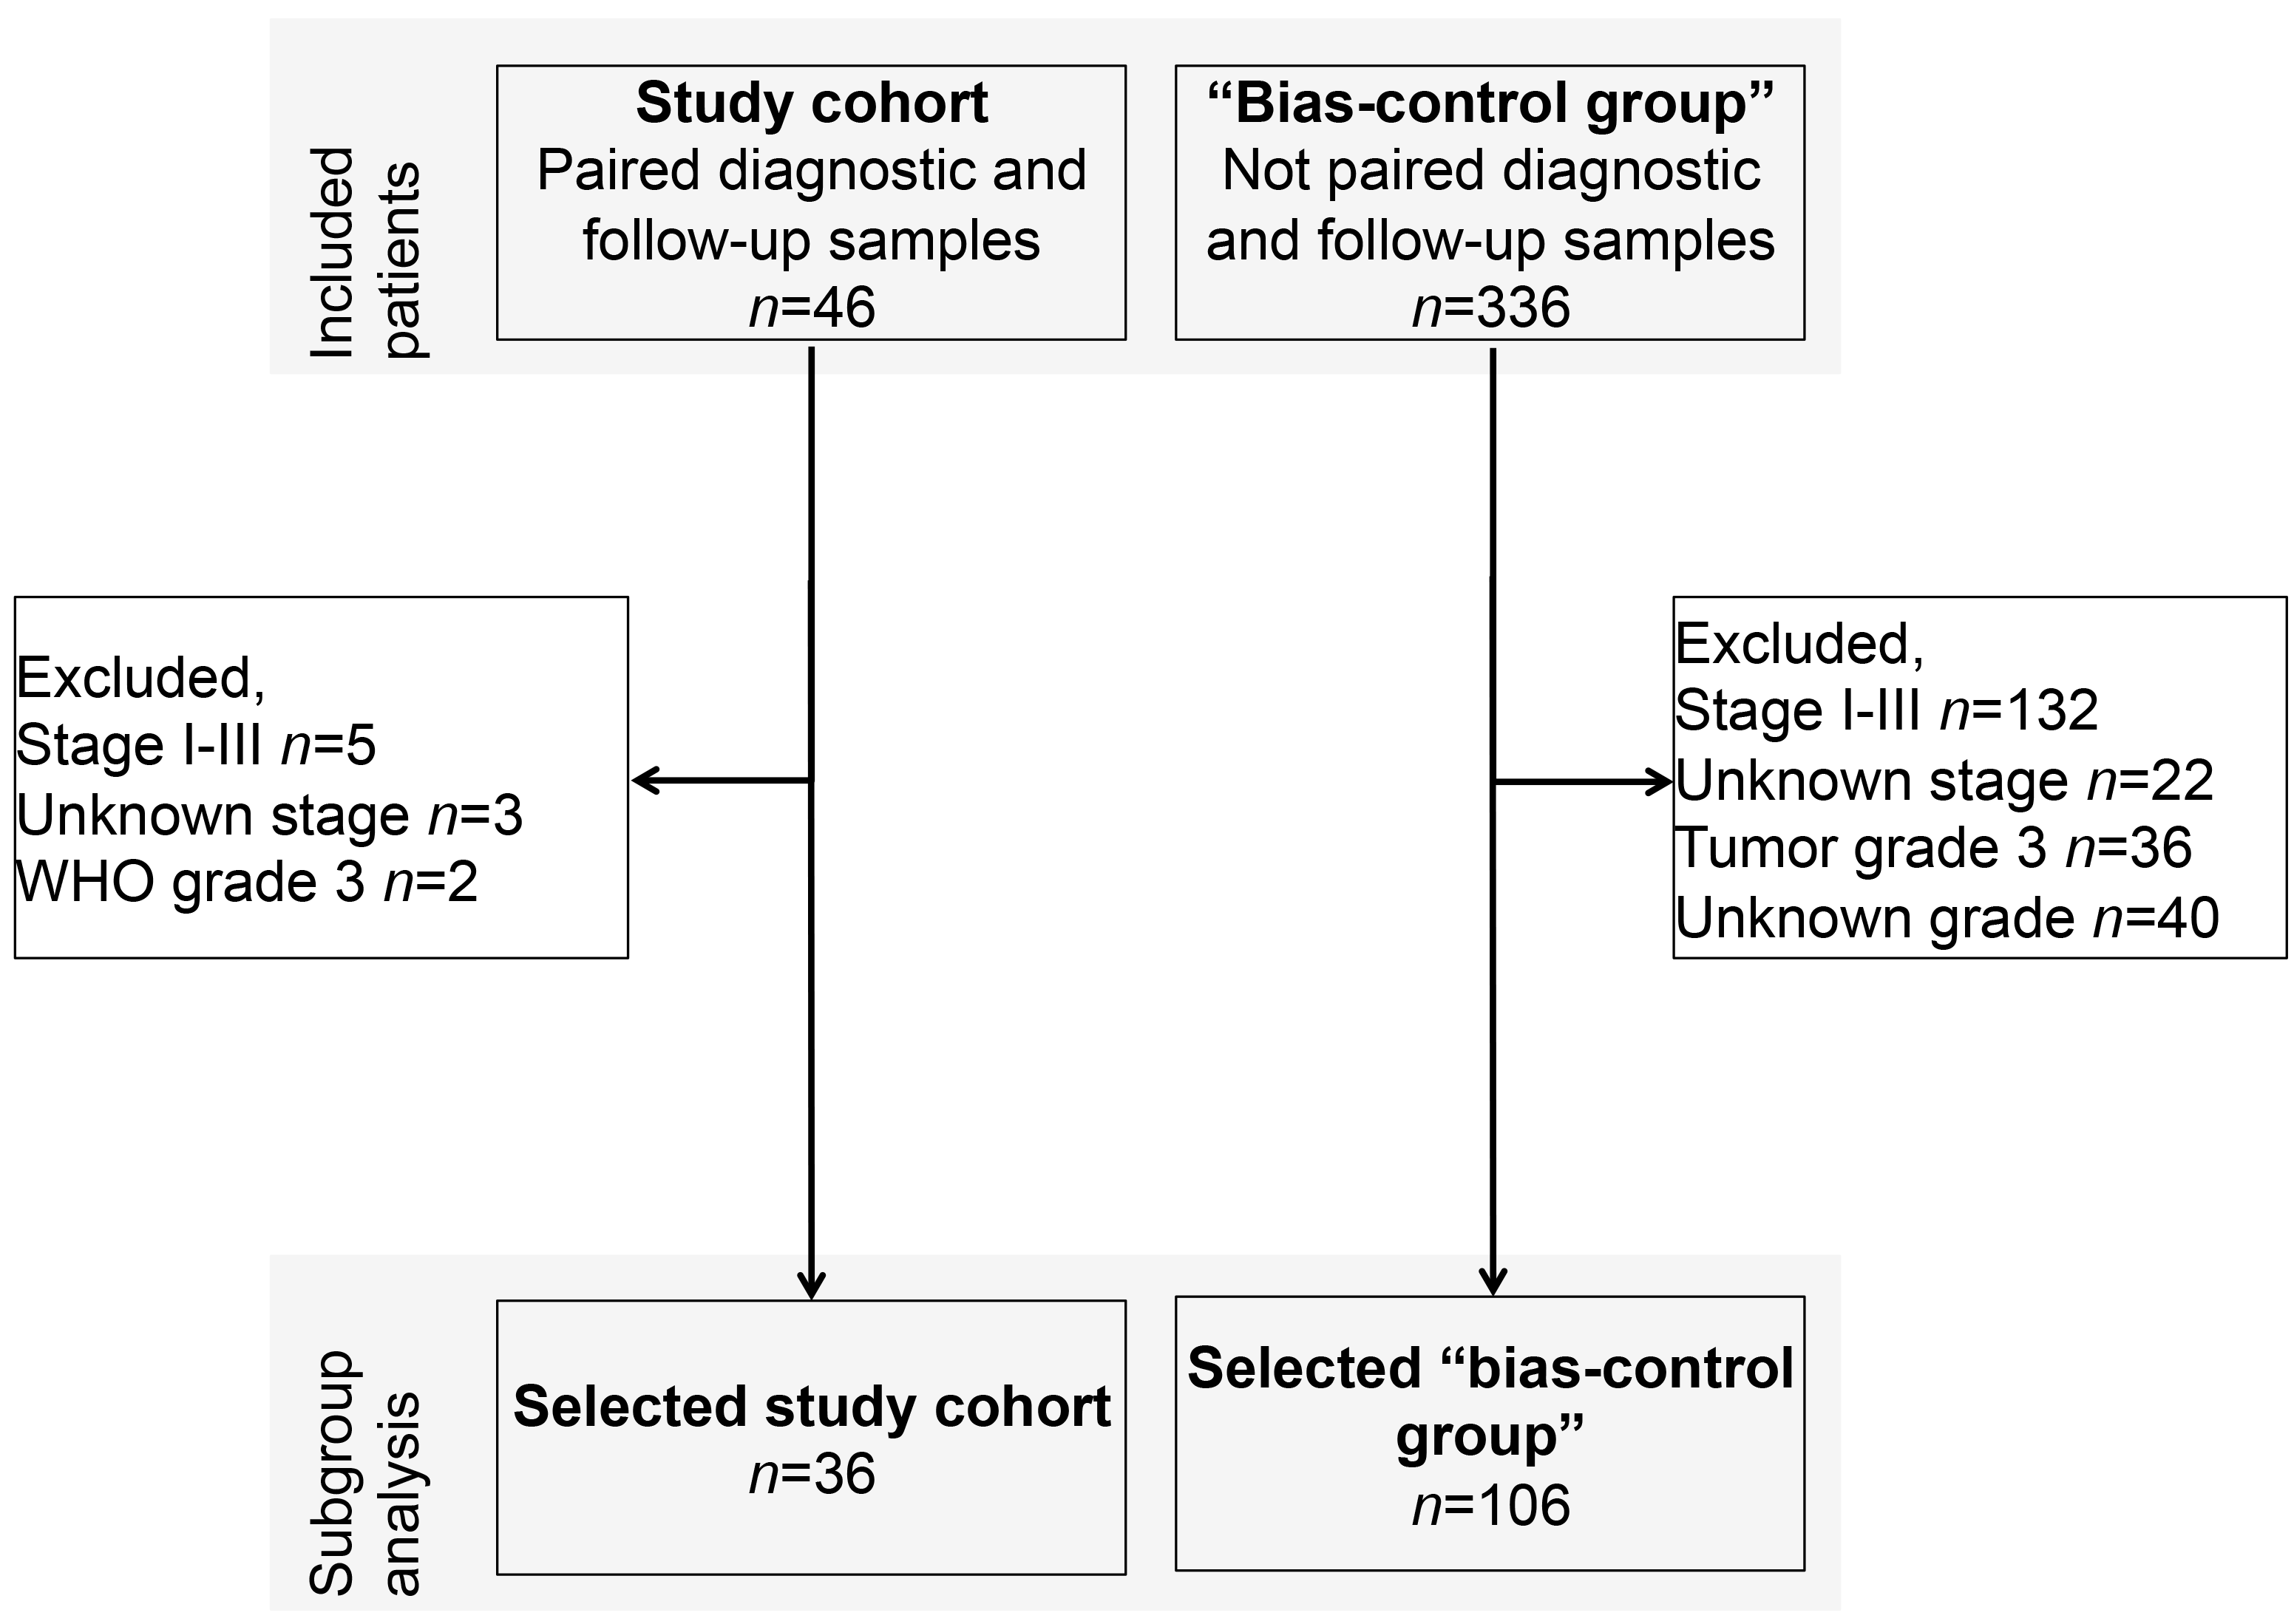 Included
patients
Study cohort
Paired diagnostic and
follow-up samples
n=46
“Bias-control group”
Not paired diagnostic
and follow-up samples
n=336
Excluded,
Stage I-III n=5
Unknown stage n=3
WHO grade 3 n=2
Excluded,
Stage I-III n=132
Unknown stage n=22
Tumor grade 3 n=36
Unknown grade n=40
Subgroup
analysis
Selected study cohort
n=36
Selected “bias-control
group”
n=106